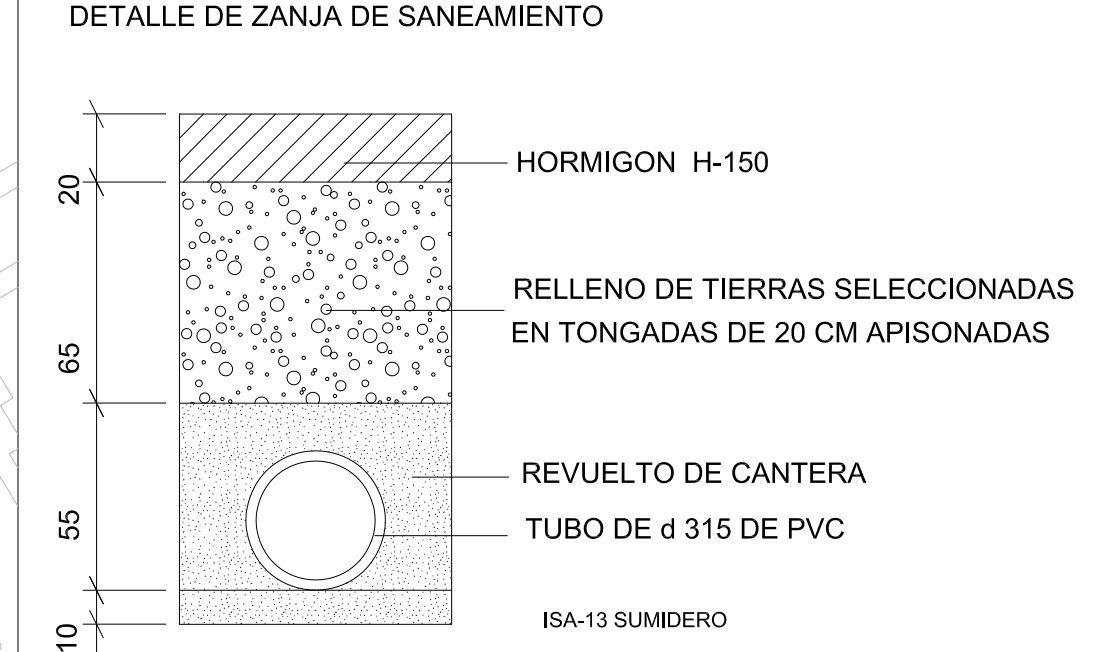 DETALLE DE ZANJA DE SANEAMIENTO
HORMIGON H-150
20
RELLENO DE TIERRAS SELECCIONADAS
EN TONGADAS DE 20 CM APISONADAS
65
REVUELTO DE CANTERA
55
TUBO DE d 315 DE PVC
ISA-13 SUMIDERO
10